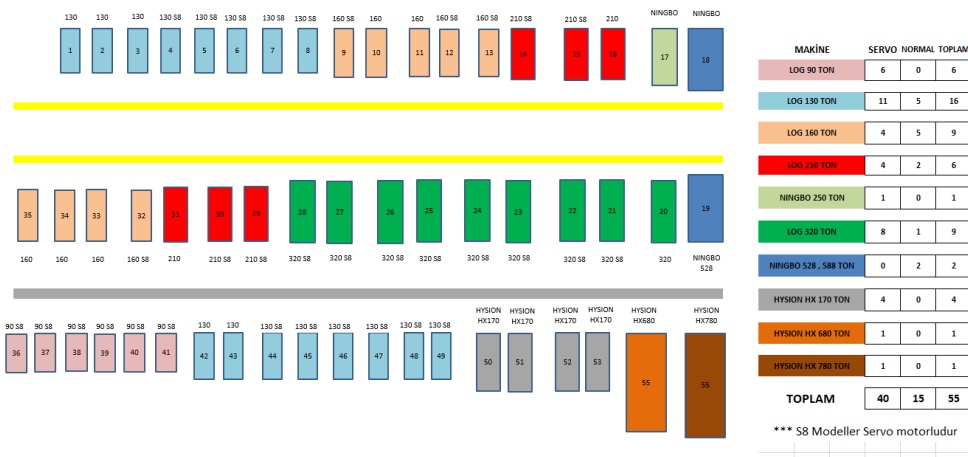 130 130 130 130 S8 130 S8 130 S8 130 S8 130 S8 160 S8 160 160 160 S8 160 S8 210 S8 210 S8 210 NINGBO NINGBO
1 2 3 4 5 6 7 8 9 10 11 12 13 14 15 16 17 18
35 34 33 32 31 30 29 28 27 26 25 24 23 22 21 20 19
160 160 160 160 S8 210 210 S8 210 S8 320 S8 320 S8 320 S8 320 S8 320 S8 320 S8 320 S8 320 S8 320 NINGBO
528
HYSION HYSION HYSION HYSION HYSION HYSION
90 S8 90 S8 90 S8 90 S8 90 S8 90 S8 130 130 130 S8 130 S8 130 S8 130 S8 130 S8 130 S8 HX170 HX170 HX170 HX170 HX680 HX780
36 37 38 39 40 41 42 43 44 45 46 47 48 49 50 51 52 53 55 55
MAKİNE SERVO NORMAL TOPLAM
LOG 90 TON 6 0 6
LOG 130 TON 11 5 16
LOG 160 TON 4 5 9
LOG 210 TON 4 2 6
NINGBO 250 TON 1 0 1
LOG 320 TON 8 1 9
NINGBO 528 , 588 TON 0 2 2
HYSION HX 170 TON 4 0 4
HYSION HX 680 TON 1 0 1
HYSION HX 780 TON 1 0 1
TOPLAM 40 15 55
*** S8 Modeller Servo motorludur